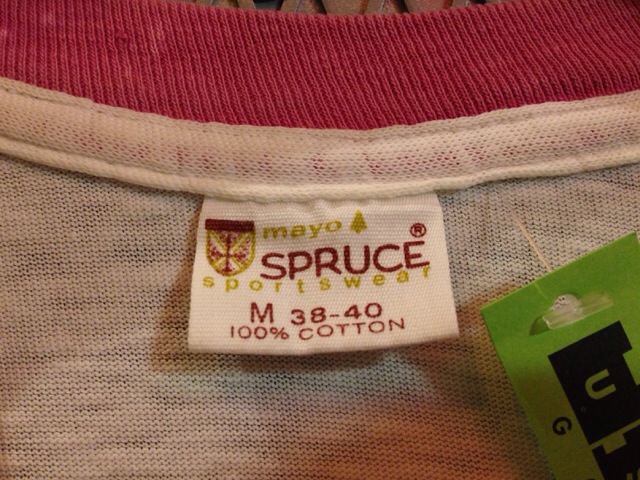 mayo
SPRUCE®
sportswear
M 38-40
100% COTTON
U
G